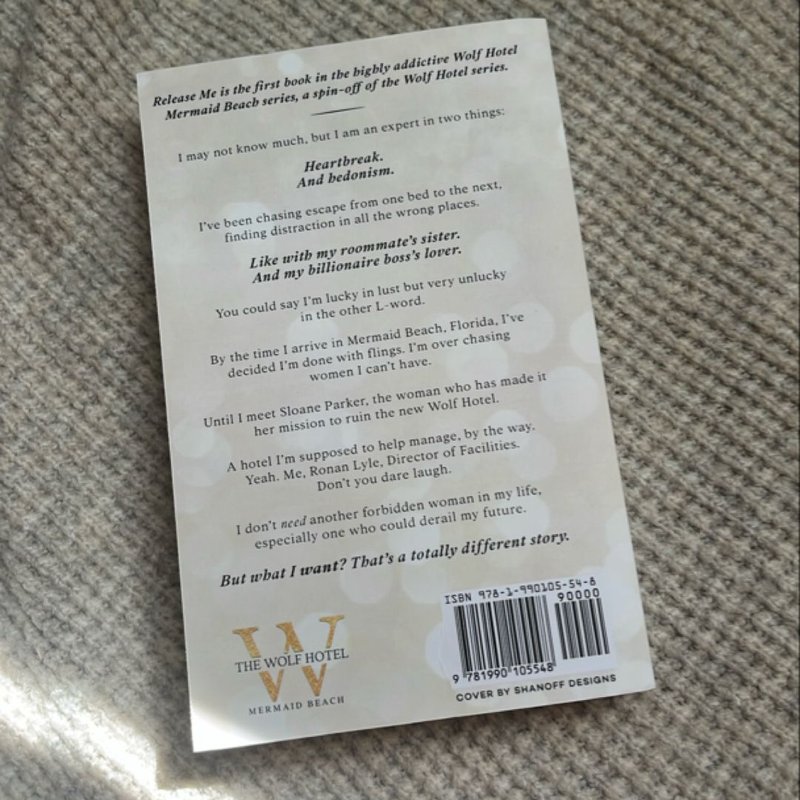 Release Me is the first book in the highly addictive Wolf Hotel
Mermaid Beach series, a spin-off of the Wolf Hotel series.
I may not know much, but I am an expert in two things:
Heartbreak.
And hedonism.
I've been chasing escape from one bed to the next,
finding distraction in all the wrong places.
Like with my roommate's sister.
And my billionaire boss's lover.
You could say I'm lucky in lust but very unlucky
in the other L-word.
By the time I arrive in Mermaid Beach, Florida, I've
decided I'm done with flings. I'm over chasing
women I can't have.
Until I meet Sloane Parker, the woman who has made it
her mission to ruin the new Wolf Hotel.
A hotel I'm supposed to help manage, by the way.
Yeah. Me, Ronan Lyle, Director of Facilities.
Don't you dare laugh.
I don't need another forbidden woman in my life,
especially one who could derail my future.
But what I want? That's a totally different story.
W
THE WOLF HOTEL
MERMAID BEACH
ISBN 978-1-990105-54-8
90000
9 781990 105548
COVER BY SHANOFF DESIGNS